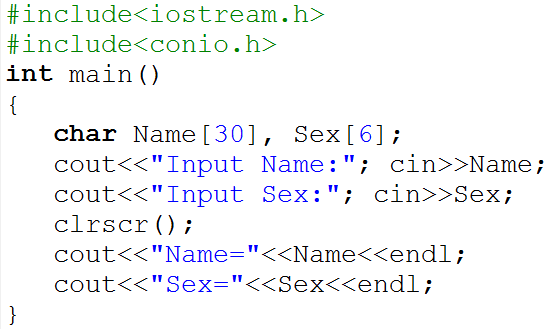 #include<iostream.h>
#include<conio.h>
int main()
{
char Name[30], Sex[6];
cout<<"Input Name:"; cin>>Name;
cout<<"Input Sex:"; cin>>Sex;
clrscr();
cout<<"Name="<<Name<<endl;
cout<<"Sex="<<Sex<<endl;
}